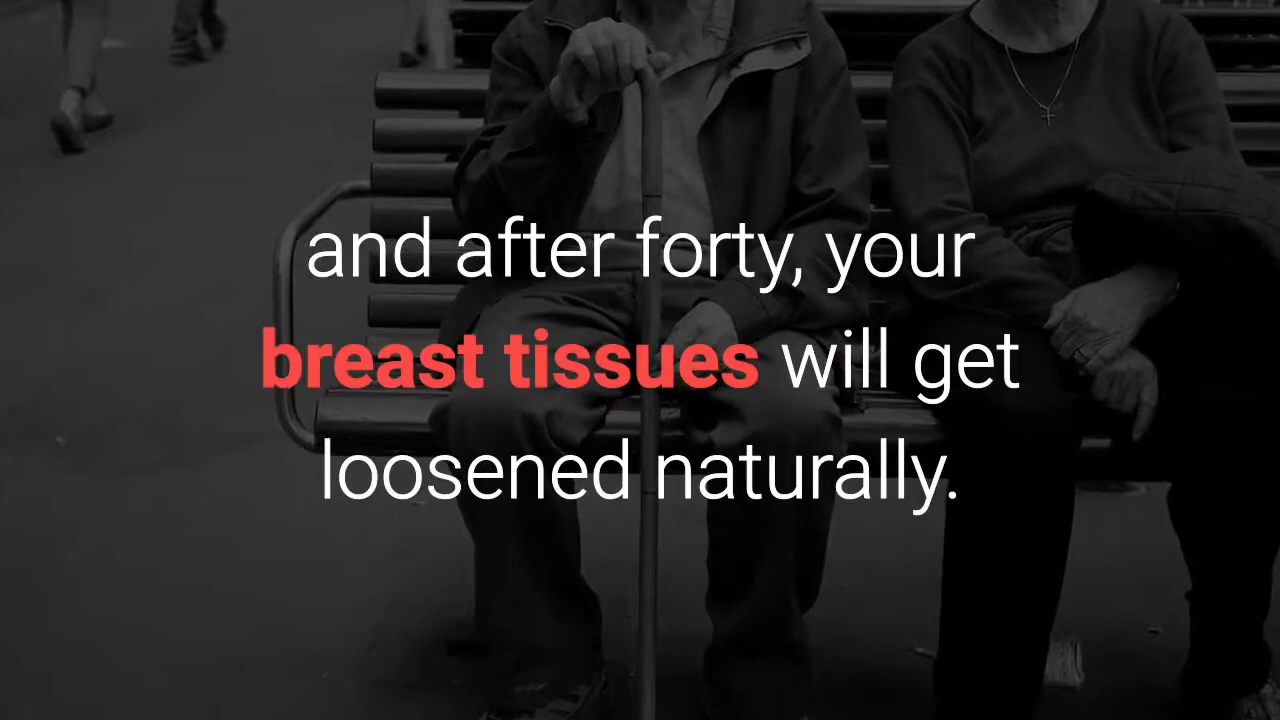 and after forty, your
breast tissues will get
loosened naturally.